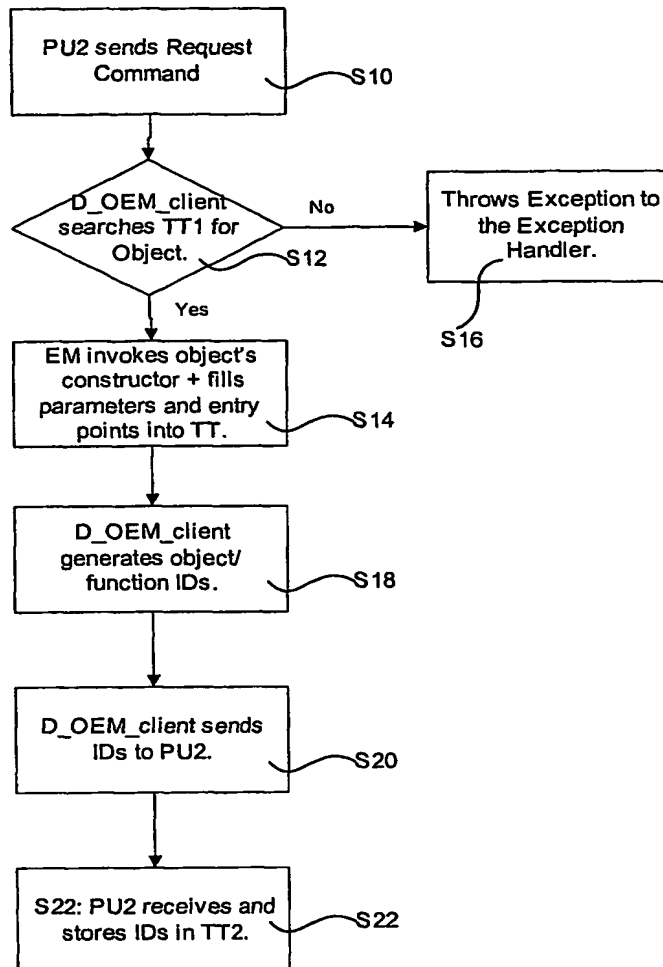 PU2 sends Request
Command
S10
D_OEM_client
searches TT1 for
Object.
S12
No
Throws Exception
to the Exception
Handler.
S16
Yes
EM invokes object's
constructor + fills
parameters and entry
points into TT.
S14
D_OEM_client
generates object/
function IDs.
S18
D_OEM_client sends
IDs to PU2.
S20
S22: PU2 receives and
stores IDs in TT2.
S22